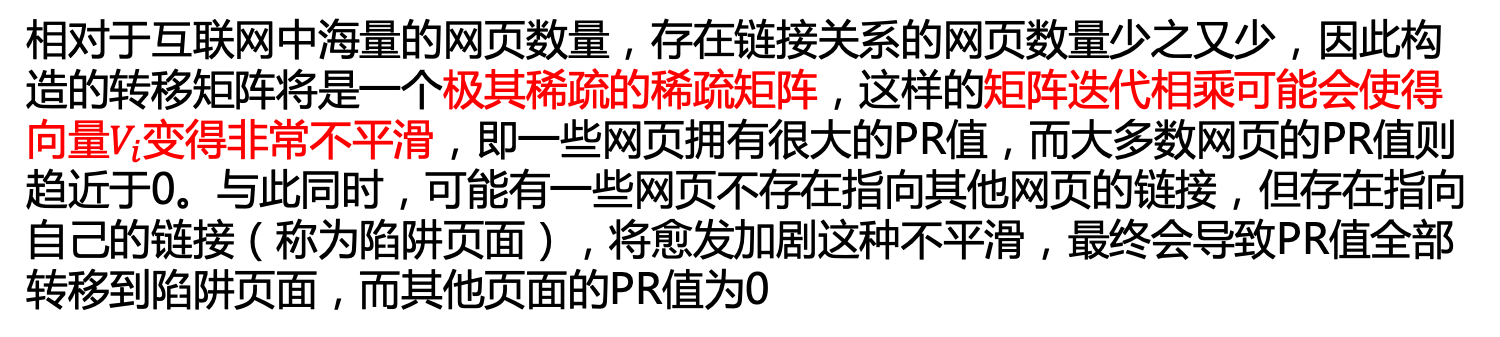 相对于互联网中海量的网页数量，存在链接关系的网页数量少之又少，因此构
造的转移矩阵将是一个极其稀疏的稀疏矩阵，这样的矩阵迭代相乘可能会使得
向量Vᵢ变得非常不平滑，即一些网页拥有很大的PR值，而大多数网页的PR值则
趋近于0。与此同时，可能有一些网页不存在指向其他网页的链接，但存在指向
自己的链接（称为陷阱页面），将愈发加剧这种不平滑，最终会导致PR值全部
转移到陷阱页面，而其他页面的PR值为0